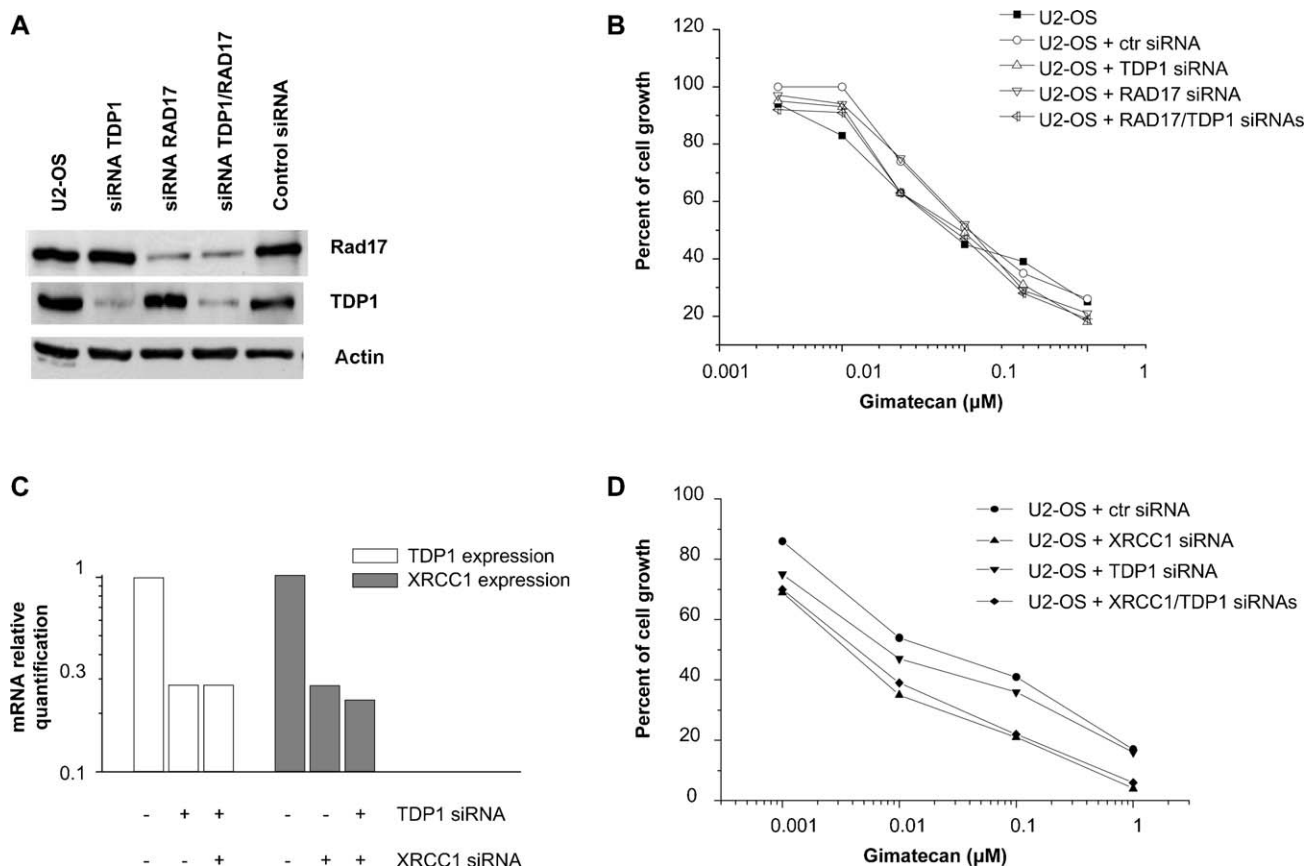 A
U2-OS
siRNA TDP1
siRNA RAD17
siRNA TDP1/RAD17
Control siRNA
Rad17
TDP1
Actin
B
U2-OS
U2-OS + ctr siRNA
U2-OS + TDP1 siRNA
U2-OS + RAD17 siRNA
U2-OS + RAD17/TDP1 siRNAs
Percent of cell growth
120
100
80
60
40
20
0.001 0.01 0.1 1
Gimatecan (µM)
C
TDP1 expression
XRCC1 expression
mRNA relative
quantification
1
0.3
0.1
- + + - - + TDP1 siRNA
- - + - + + XRCC1 siRNA
D
U2-OS + ctr siRNA
U2-OS + XRCC1 siRNA
U2-OS + TDP1 siRNA
U2-OS + XRCC1/TDP1 siRNAs
Percent of cell growth
100
80
60
40
20
0
0.001 0.01 0.1 1
Gimatecan (µM)